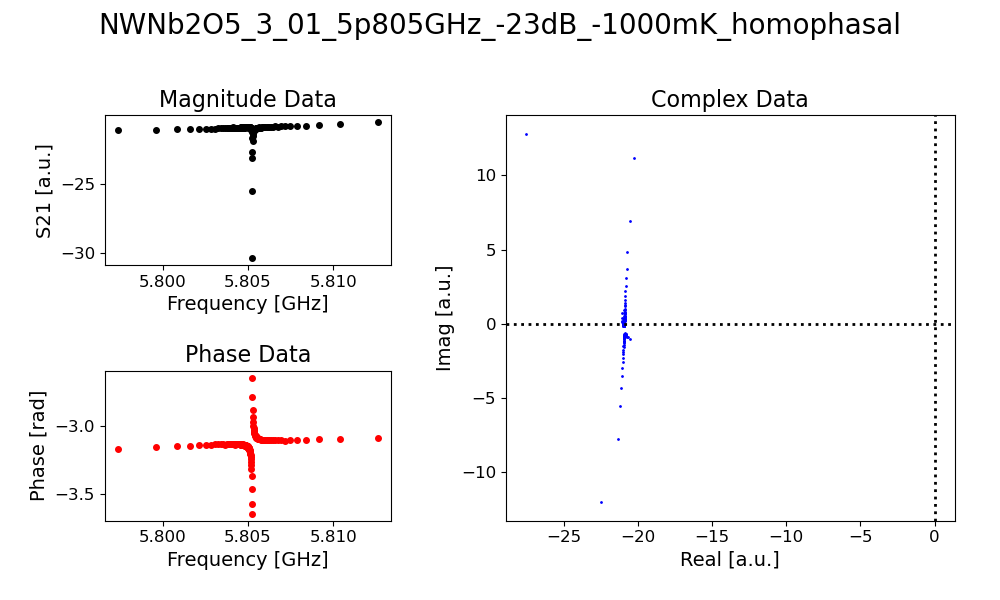 NWNb2O5_3_01_5p805GHz_-23dB_-1000mK_homophasal
Magnitude Data
S21 [a.u.]
−25
−30
5.800 5.805 5.810
Frequency [GHz]
Phase Data
Phase [rad]
−3.0
−3.5
5.800 5.805 5.810
Frequency [GHz]
Complex Data
Imag [a.u.]
10
5
0
−5
−10
−25 −20 −15 −10 −5 0
Real [a.u.]